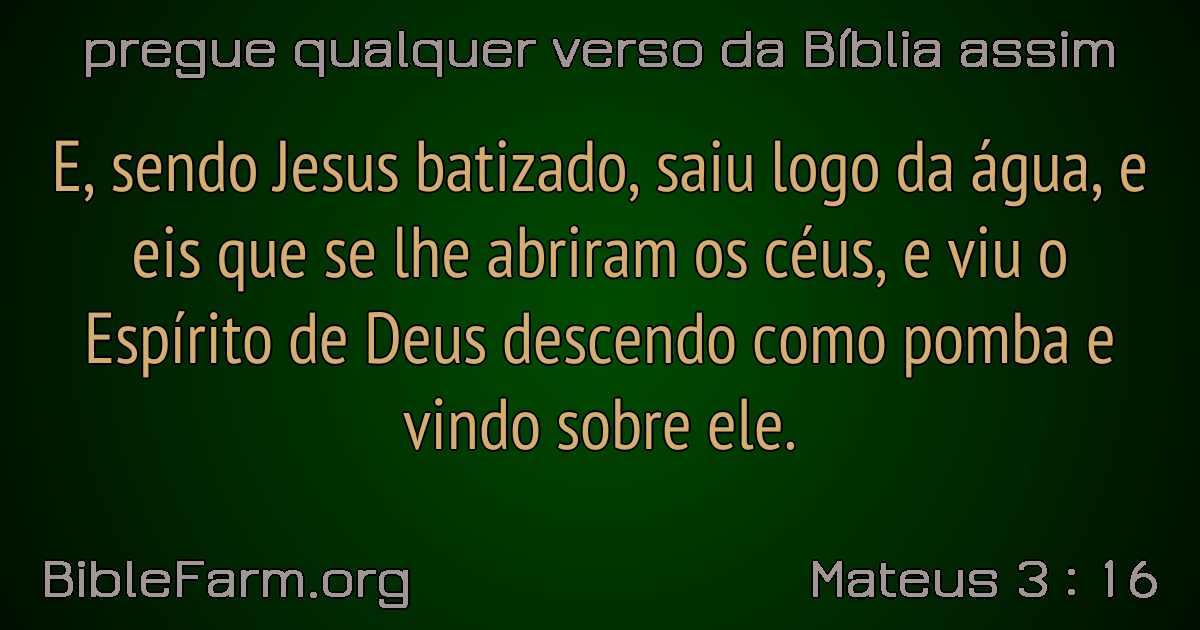 pregue qualquer verso da Bíblia assim
E, sendo Jesus batizado, saiu logo da água, e
eis que se lhe abriram os céus, e viu o
Espírito de Deus descendo como pomba e
vindo sobre ele.
BibleFarm.org
Mateus 3 : 16